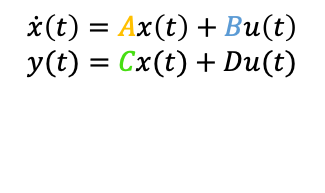 ẋ(t) = Ax(t) + Bu(t)
y(t) = Cx(t) + Du(t)